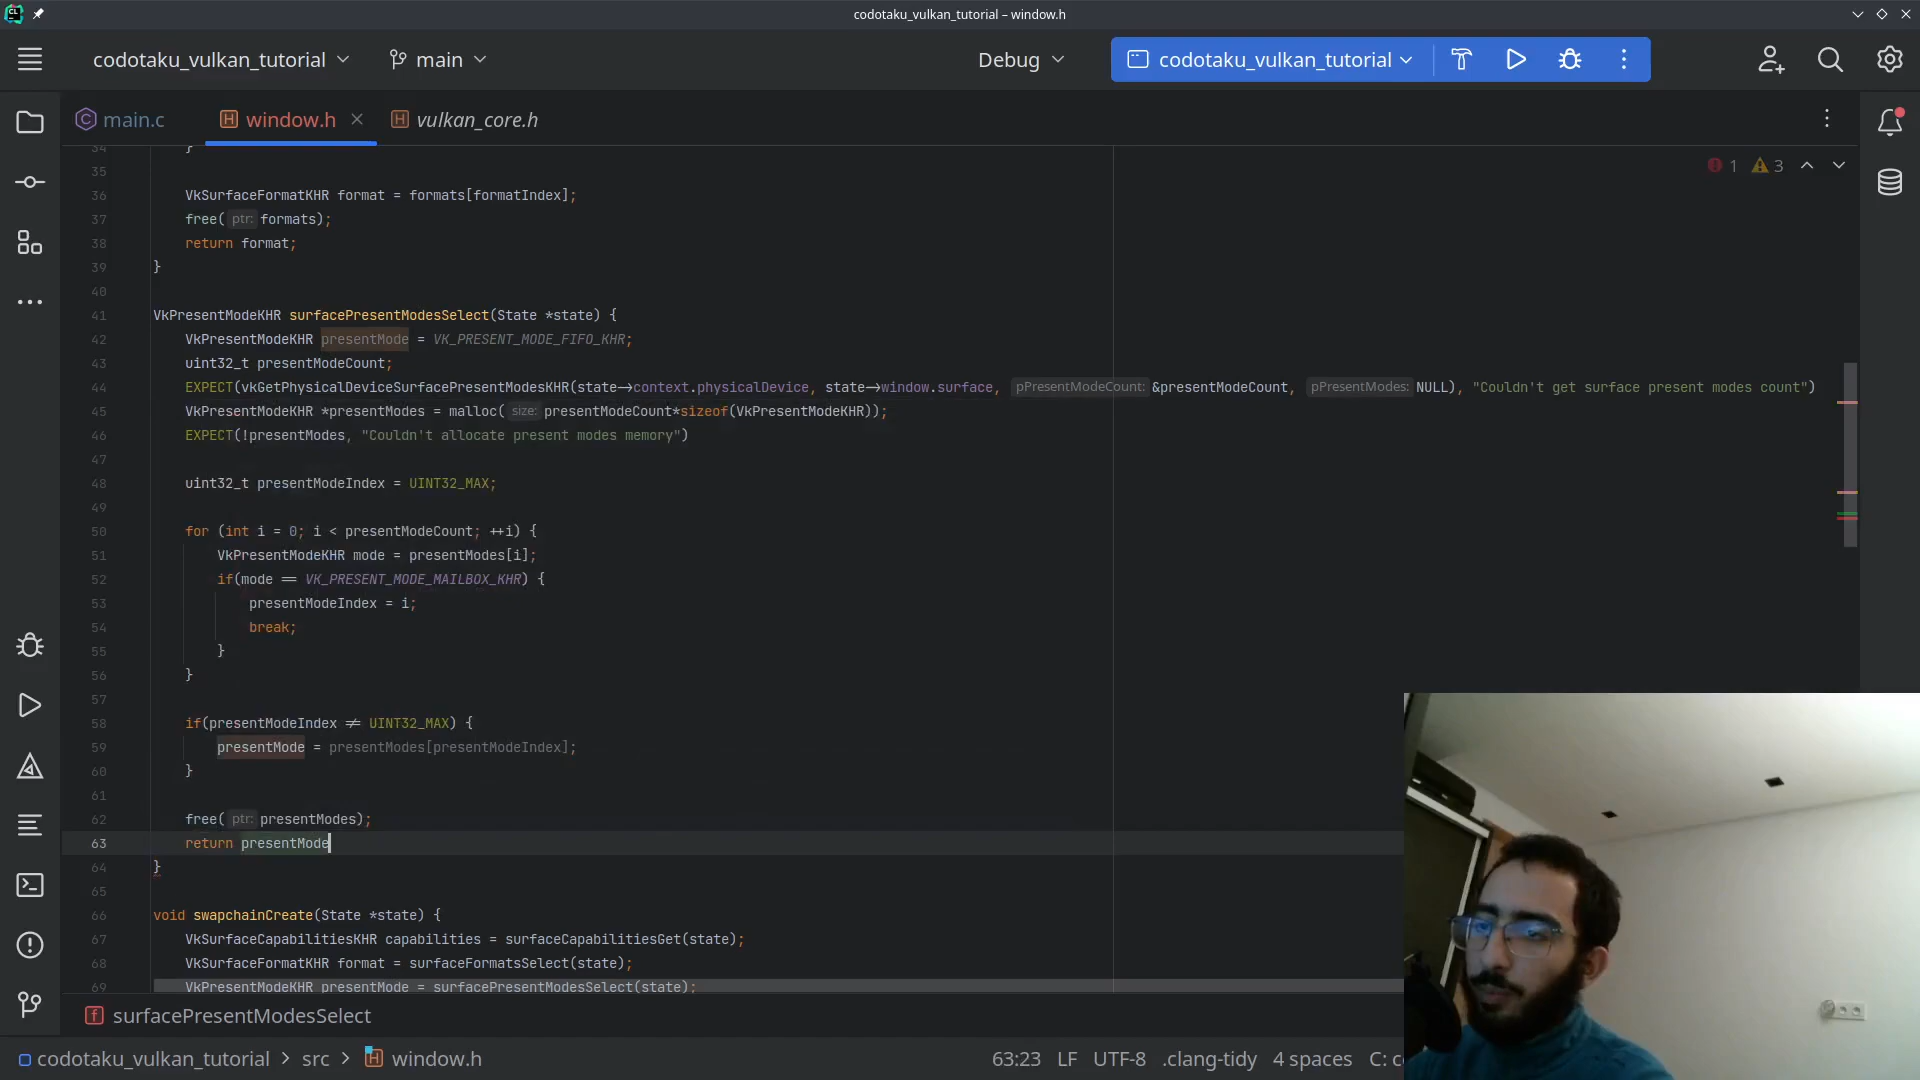 codotaku_vulkan_tutorial – window.h
codotaku_vulkan_tutorial
main
Debug
codotaku_vulkan_tutorial
main.c
window.h
vulkan_core.h
1
3
34 }
35
36 VkSurfaceFormatKHR format = formats[formatIndex];
37 free( ptr: formats);
38 return format;
39 }
40
41 VkPresentModeKHR surfacePresentModesSelect(State *state) {
42 VkPresentModeKHR presentMode = VK_PRESENT_MODE_FIFO_KHR;
43 uint32_t presentModeCount;
44 EXPECT(vkGetPhysicalDeviceSurfacePresentModesKHR(state->context.physicalDevice, state->window.surface, pPresentModeCount: &presentModeCount, pPresentModes: NULL), "Couldn't get surface present modes count")
45 VkPresentModeKHR *presentModes = malloc( size: presentModeCount*sizeof(VkPresentModeKHR));
46 EXPECT(!presentModes, "Couldn't allocate present modes memory")
47
48 uint32_t presentModeIndex = UINT32_MAX;
49
50 for (int i = 0; i < presentModeCount; ++i) {
51 VkPresentModeKHR mode = presentModes[i];
52 if(mode == VK_PRESENT_MODE_MAILBOX_KHR) {
53 presentModeIndex = i;
54 break;
55 }
56 }
57
58 if(presentModeIndex != UINT32_MAX) {
59 presentMode = presentModes[presentModeIndex];
60 }
61
62 free( ptr: presentModes);
63 return presentMode
64 }
65
66 void swapchainCreate(State *state) {
67 VkSurfaceCapabilitiesKHR capabilities = surfaceCapabilitiesGet(state);
68 VkSurfaceFormatKHR format = surfaceFormatsSelect(state);
69 VkPresentModeKHR presentMode = surfacePresentModesSelect(state);
f surfacePresentModesSelect
codotaku_vulkan_tutorial > src > window.h
63:23 LF UTF-8 .clang-tidy 4 spaces C: co